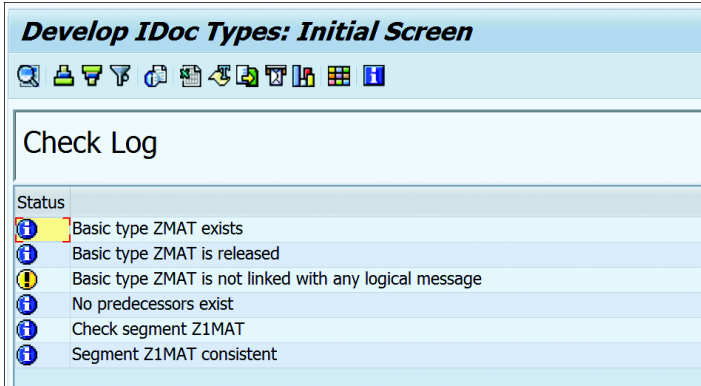 Develop IDoc Types: Initial Screen
Check Log
Status
Basic type ZMAT exists
Basic type ZMAT is released
Basic type ZMAT is not linked with any logical message
No predecessors exist
Check segment Z1MAT
Segment Z1MAT consistent